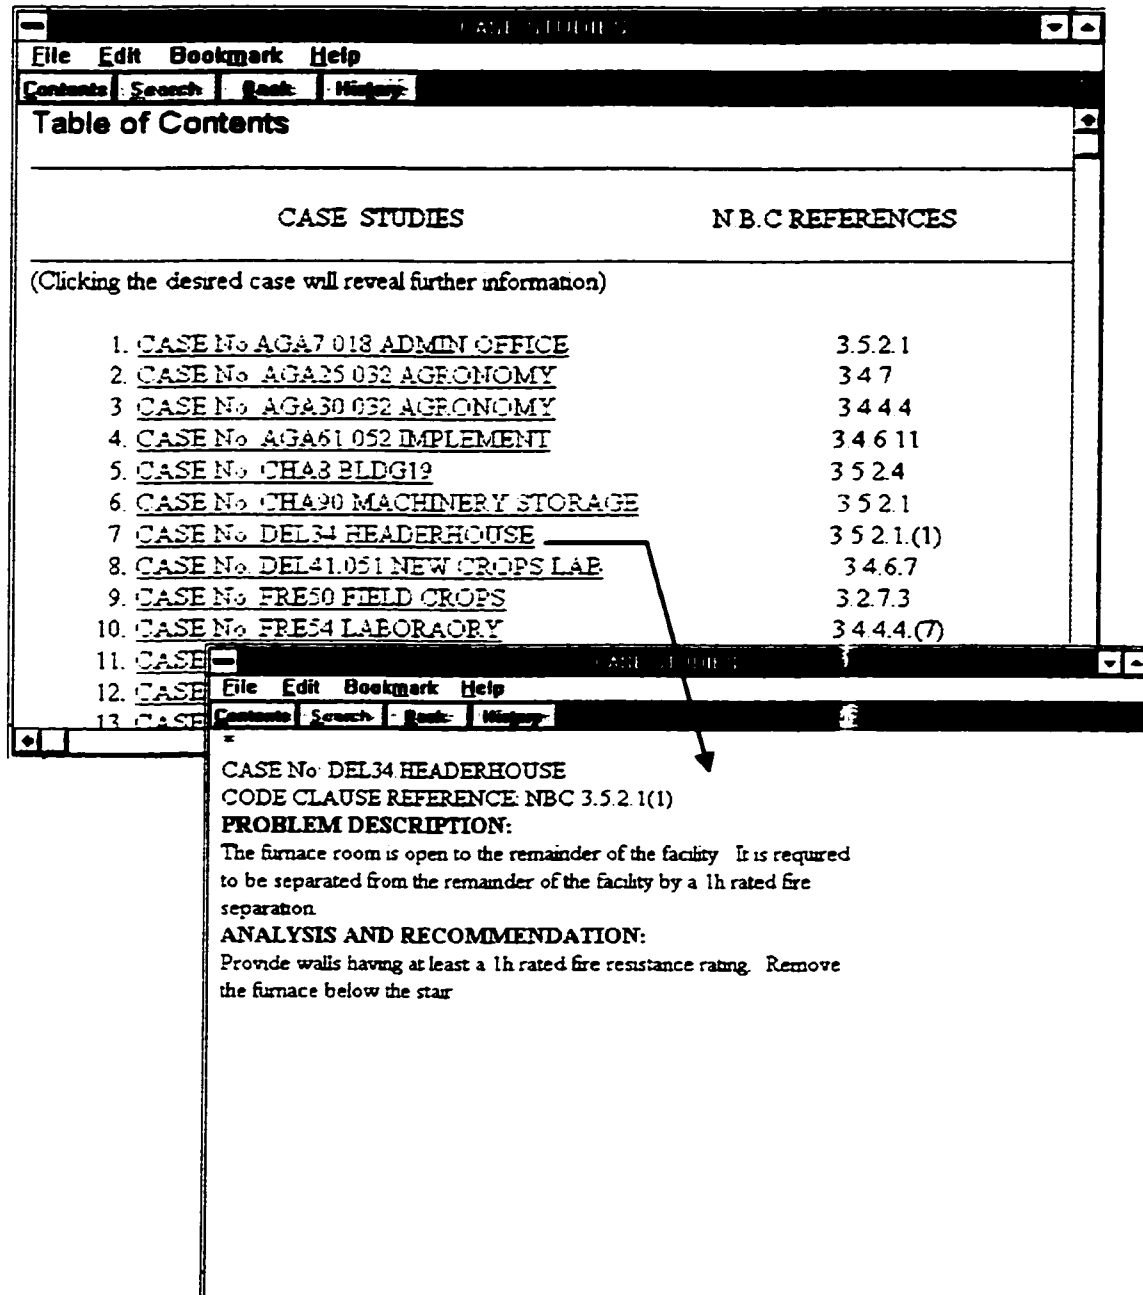 CASE STUDIES
File Edit Bookmark Help
Contents Search Back History
Table of Contents
CASE STUDIES N B.C REFERENCES
(Clicking the desired case will reveal further information)
1. CASE No AGA7 018 ADMIN OFFICE 3.5.2.1
2. CASE No AGA25 032 AGRONOMY 3 4 7
3 CASE No AGA30 032 AGRONOMY 3 4 4 4
4. CASE No AGA61 052 IMPLEMENT 3 4 6 11
5. CASE No CHA8 BLDG19 3 5 2.4
6. CASE No CHA90 MACHINERY STORAGE 3 5 2.1
7 CASE No DEL34 HEADERHOUSE 3 5 2.1.(1)
8. CASE No. DEL41.051 NEW CROPS LAB 3 4.6.7
9. CASE No FRE50 FIELD CROPS 3.2.7.3
10. CASE No FRE54 LABORAORY 3 4.4.4.(7)
11. CASE
12. CASE
13. CASE
CASE STUDIES
File Edit Bookmark Help
Contents Search Back History
CASE No: DEL34 HEADERHOUSE
CODE CLAUSE REFERENCE: NBC 3.5.2.1(1)
PROBLEM DESCRIPTION:
The furnace room is open to the remainder of the facility It is required
to be separated from the remainder of the facility by a 1h rated fire
separation
ANALYSIS AND RECOMMENDATION:
Provide walls having at least a 1h rated fire resistance rating. Remove
the furnace below the stair